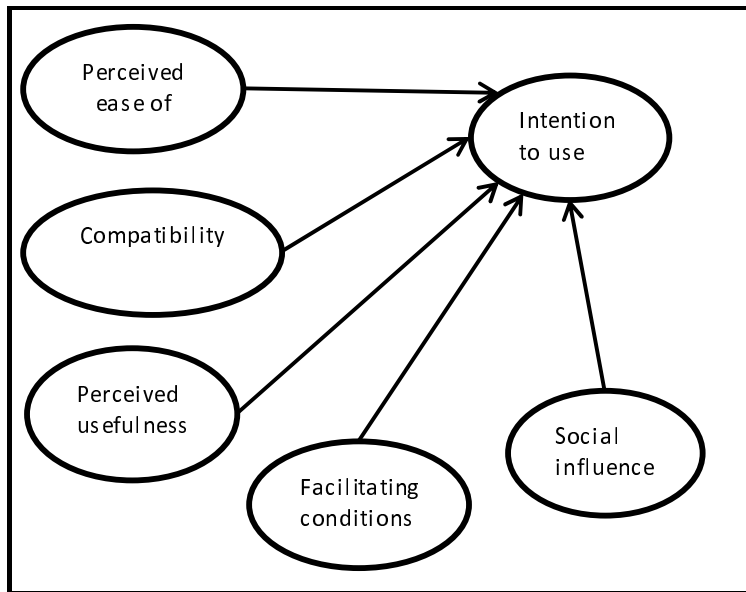 Perceived
ease of
Intention
to use
Compatibility
Perceived
usefulness
Social
influence
Facilitating
conditions